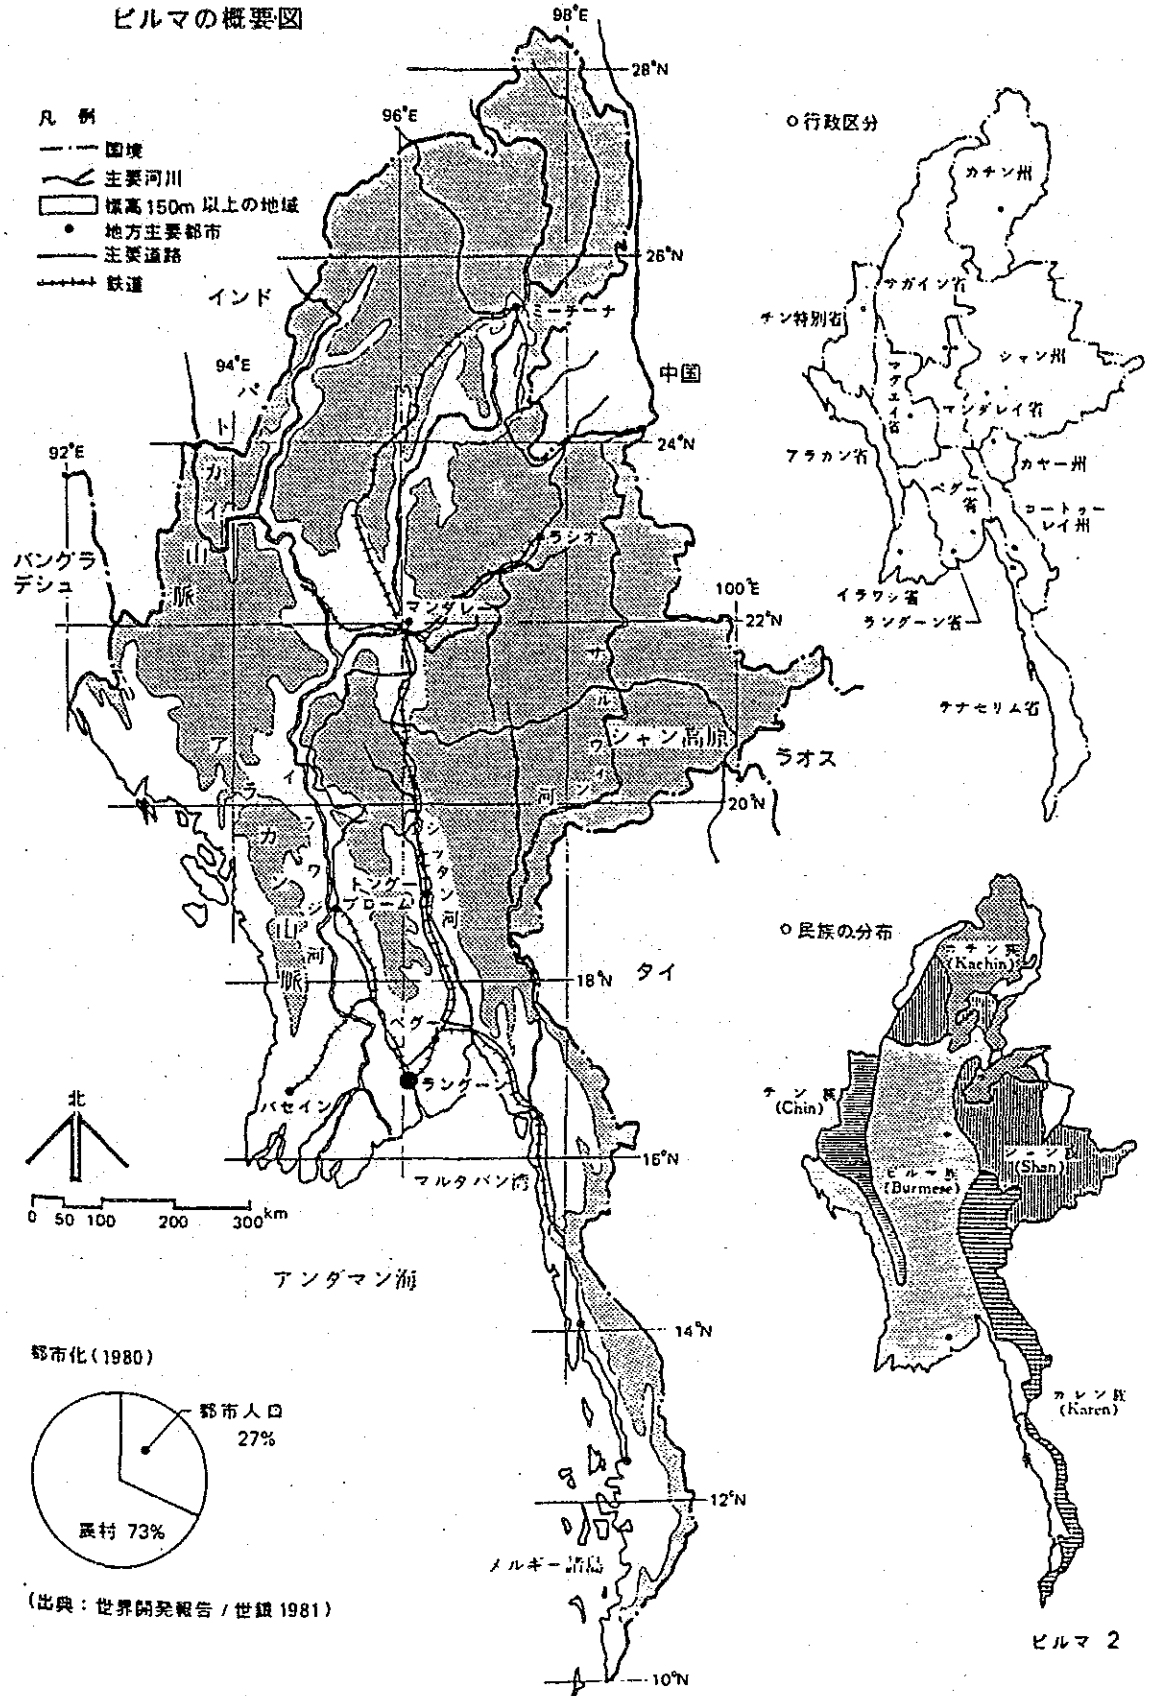 ビルマの概要図
凡 例
国境
主要河川
標高150m 以上の地域
地方主要都市
主要道路
鉄道
98°E
96°E
94°E
92°E
100°E
28°N
26°N
24°N
22°N
20°N
18°N
16°N
14°N
12°N
10°N
インド
中国
バングラ
デシュ
ラオス
タイ
ミーチーナ
ラシオ
マンダレー
パトカイ山脈
アラカン山脈
イラワジ河
シッタン河
サルウィン河
シャン高原
トングー
プローム
ペグー
ラングーン
バセイン
マルタバン湾
アンダマン海
メルギー諸島
北
0 50 100 200 300km
都市化(1980)
都市人口
27%
農村 73%
(出典：世界開発報告/世銀1981)
○行政区分
カチン州
サガイン省
チン特別省
シャン州
マグエイ省
マンダレイ省
アラカン省
カヤー州
ペグー省
コートゥーレイ州
イラワジ省
ラングーン省
テナセリム省
○民族の分布
カチン族
(Kachin)
チン族
(Chin)
シャン族
(Shan)
ビルマ族
(Burmese)
カレン族
(Karen)
ビルマ 2